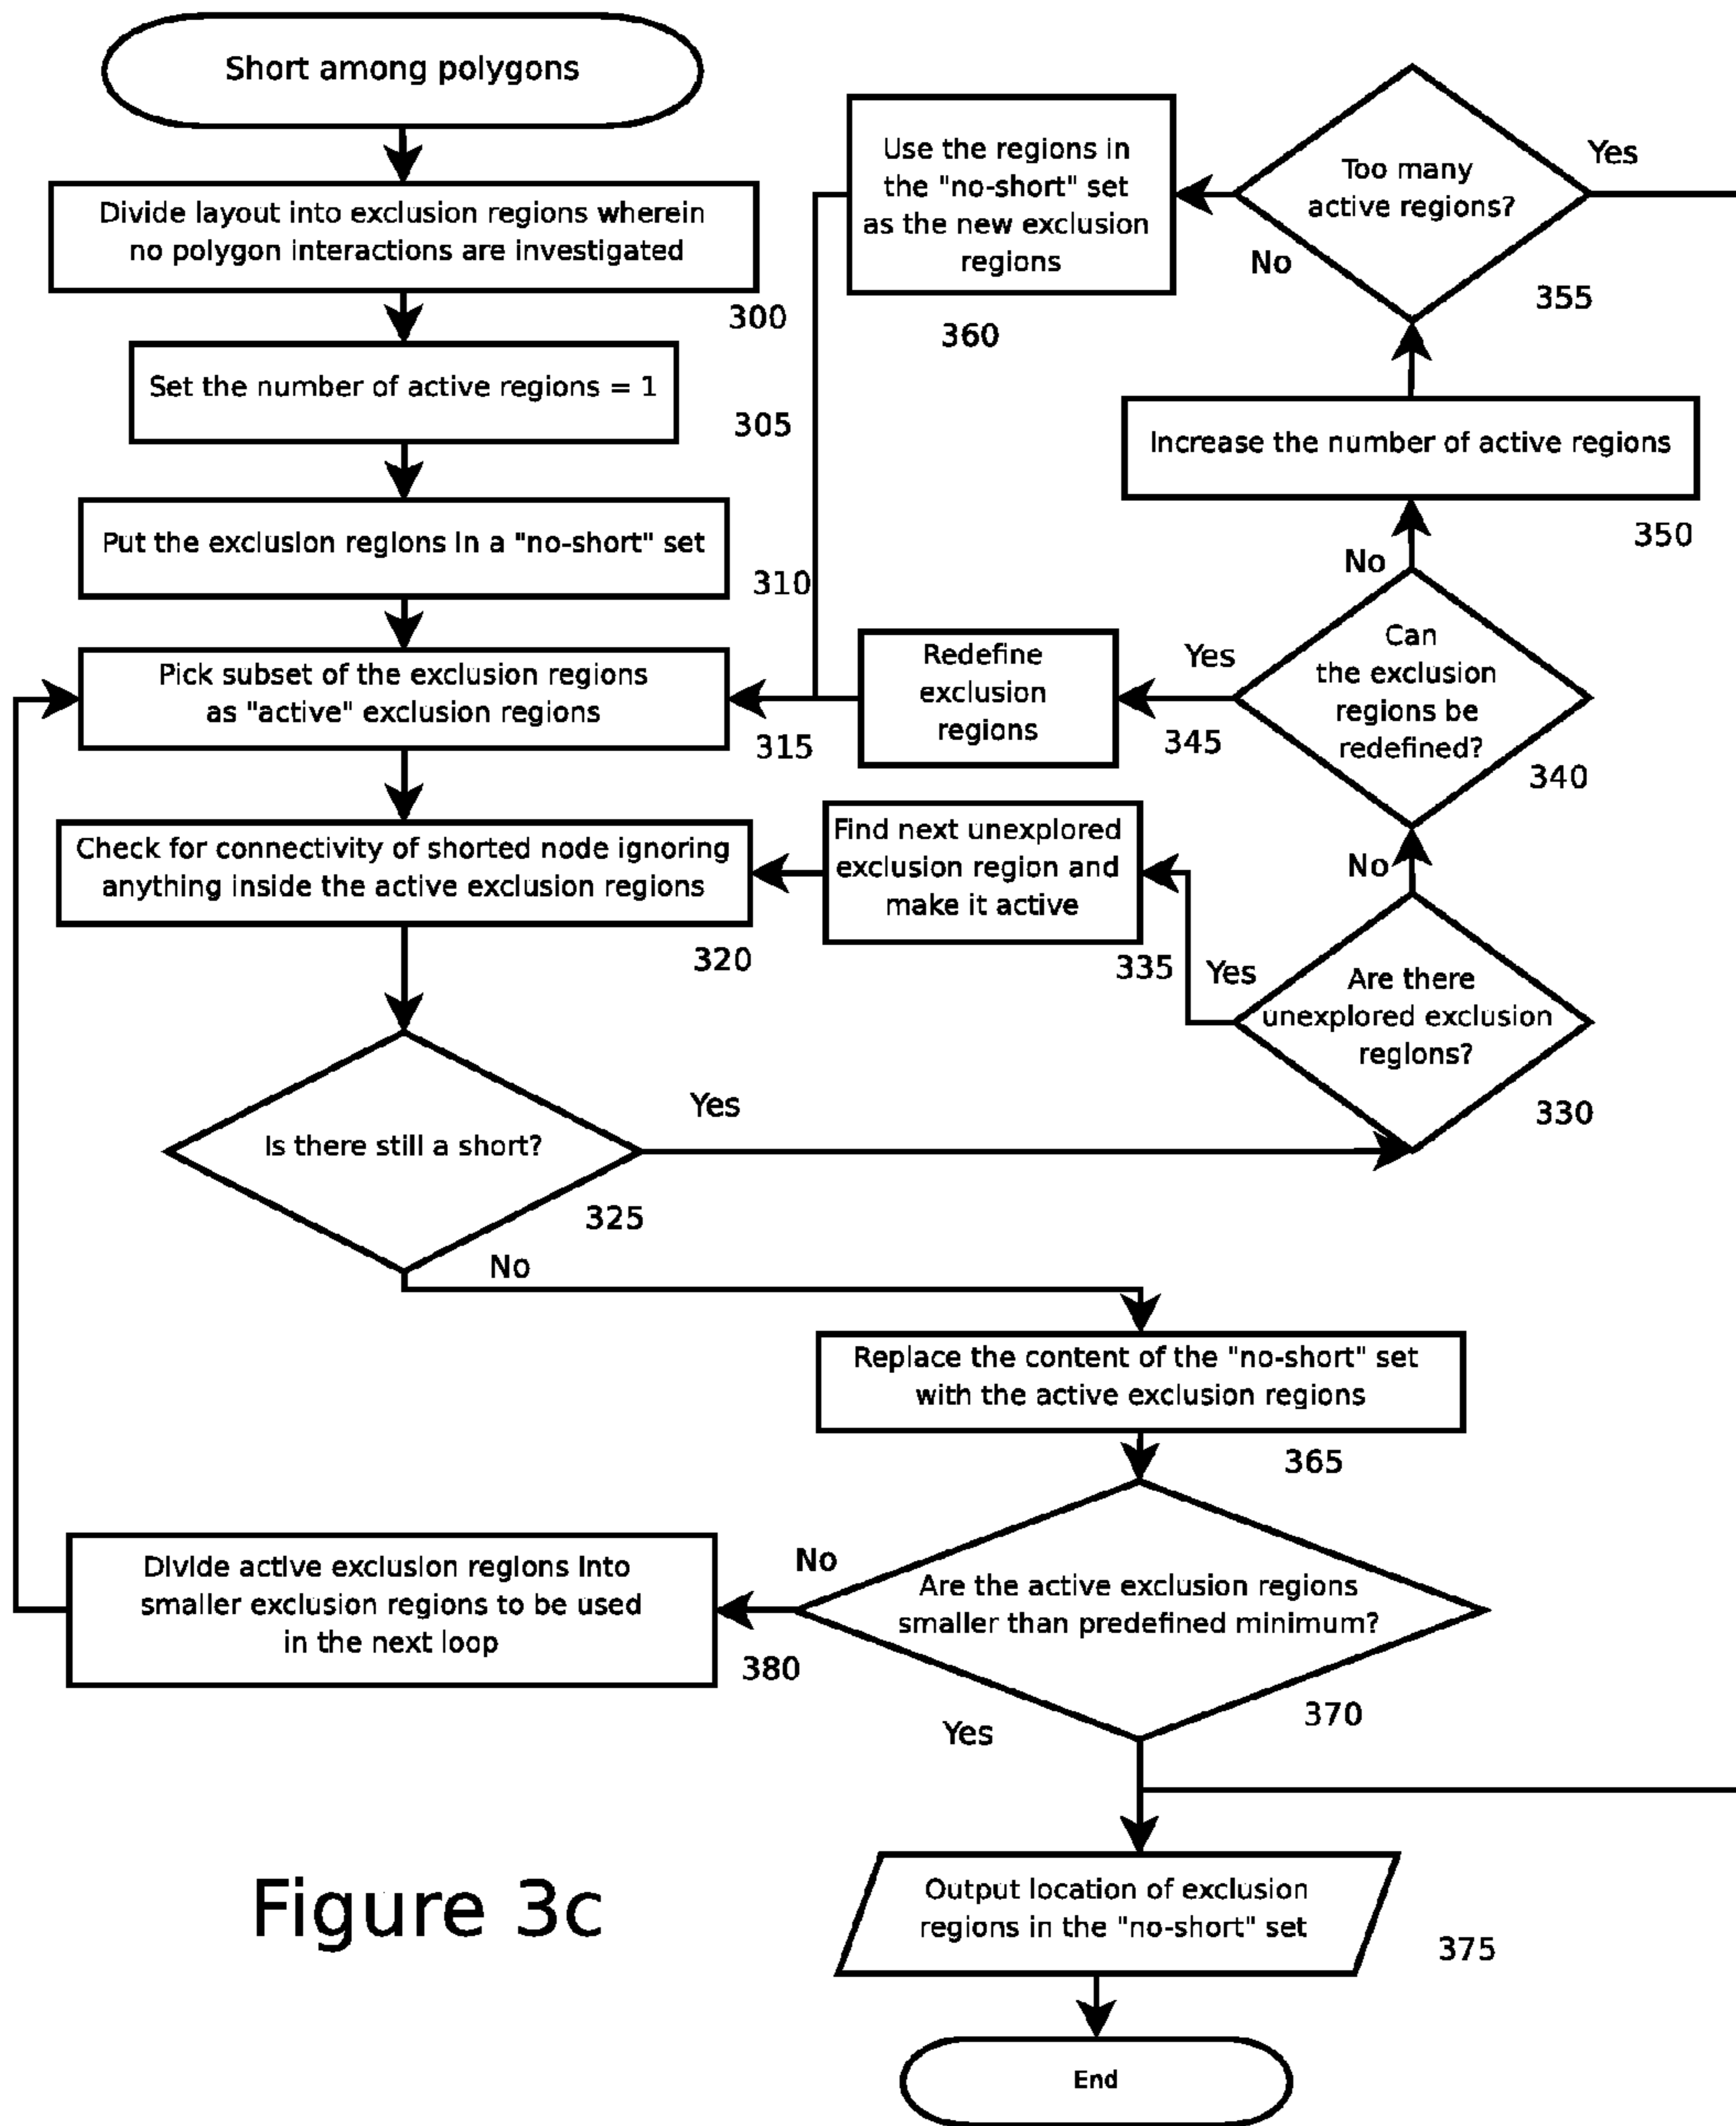 Short among polygons
Divide layout into exclusion regions wherein
no polygon interactions are investigated
300
Set the number of active regions = 1
305
Put the exclusion regions in a "no-short" set
310
Pick subset of the exclusion regions
as "active" exclusion regions
315
Check for connectivity of shorted node ignoring
anything inside the active exclusion regions
320
Is there still a short?
Yes
325
No
Are there
unexplored exclusion
regions?
330
Yes
No
Find next unexplored
exclusion region and
make it active
335
Can
the exclusion
regions be
redefined?
340
Yes
No
Redefine
exclusion
regions
345
Increase the number of active regions
350
Too many
active regions?
355
Yes
No
Use the regions in
the "no-short" set
as the new exclusion
regions
360
Replace the content of the "no-short" set
with the active exclusion regions
365
Are the active exclusion regions
smaller than predefined minimum?
370
No
Yes
Divide active exclusion regions into
smaller exclusion regions to be used
in the next loop
380
Output location of exclusion
regions in the "no-short" set
375
End
Figure 3c